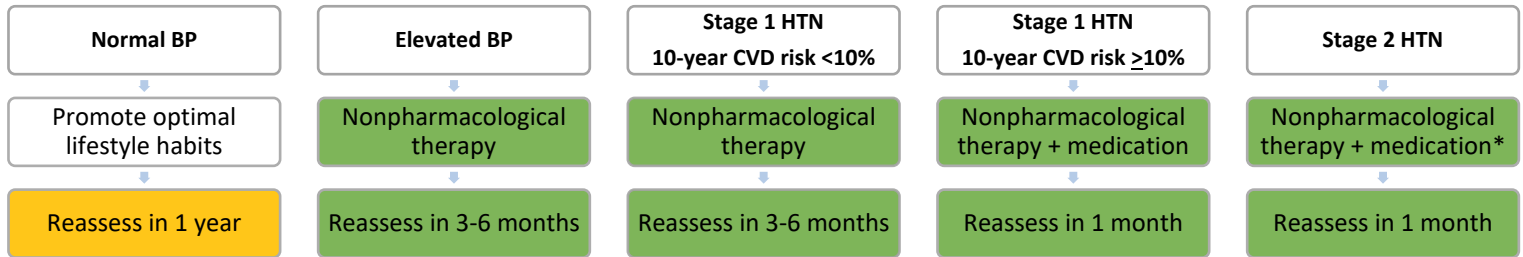 Normal BP
Promote optimal
lifestyle habits
Reassess in 1 year
Elevated BP
Nonpharmacological
therapy
Reassess in 3-6 months
Stage 1 HTN
10-year CVD risk <10%
Nonpharmacological
therapy
Reassess in 3-6 months
Stage 1 HTN
10-year CVD risk >10%
Nonpharmacological
therapy + medication
Reassess in 1 month
Stage 2 HTN
Nonpharmacological
therapy + medication*
Reassess in 1 month